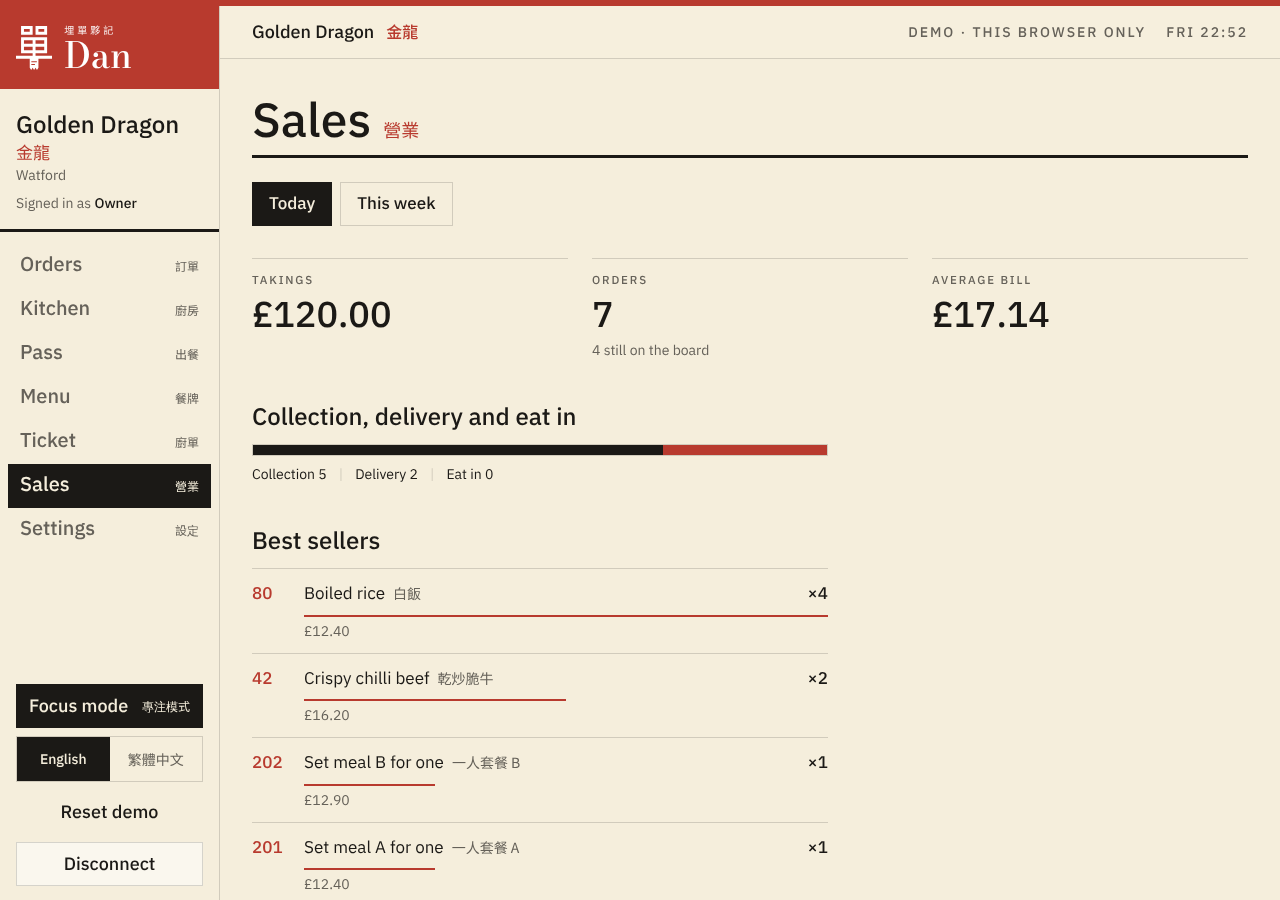 單 埋單夥記
Dan
Golden Dragon
金龍
Watford
Signed in as Owner
Orders 訂單
Kitchen 廚房
Pass 出餐
Menu 餐牌
Ticket 廚單
Sales 營業
Settings 設定
Focus mode 專注模式
English 繁體中文
Reset demo
Disconnect
Golden Dragon 金龍
DEMO · THIS BROWSER ONLY FRI 22:52
Sales 營業
Today This week
TAKINGS
£120.00
ORDERS
7
4 still on the board
AVERAGE BILL
£17.14
Collection, delivery and eat in
Collection 5 | Delivery 2 | Eat in 0
Best sellers
80 Boiled rice 白飯 ×4
£12.40
42 Crispy chilli beef 乾炒脆牛 ×2
£16.20
202 Set meal B for one 一人套餐 B ×1
£12.90
201 Set meal A for one 一人套餐 A ×1
£12.40